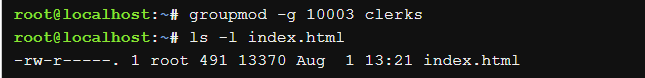 root@localhost:~# groupmod -g 10003 clerks
root@localhost:~# ls -l index.html
-rw-r-----. 1 root 491 13370 Aug  1 13:21 index.html